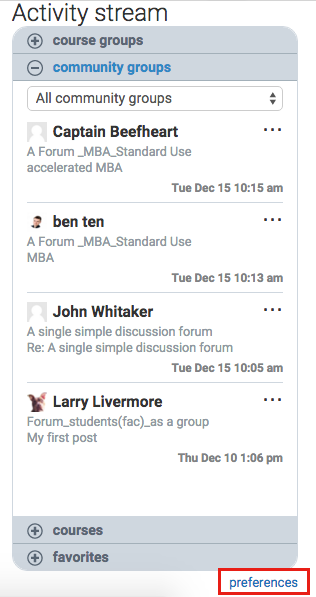 Activity stream
course groups
community groups
All community groups
Captain Beefheart
A Forum _MBA_Standard Use
accelerated MBA
Tue Dec 15 10:15 am
ben ten
A Forum _MBA_Standard Use
MBA
Tue Dec 15 10:13 am
John Whitaker
A single simple discussion forum
Re: A single simple discussion forum
Tue Dec 15 10:05 am
Larry Livermore
Forum_students(fac)_as a group
My first post
Thu Dec 10 1:06 pm
courses
favorites
preferences